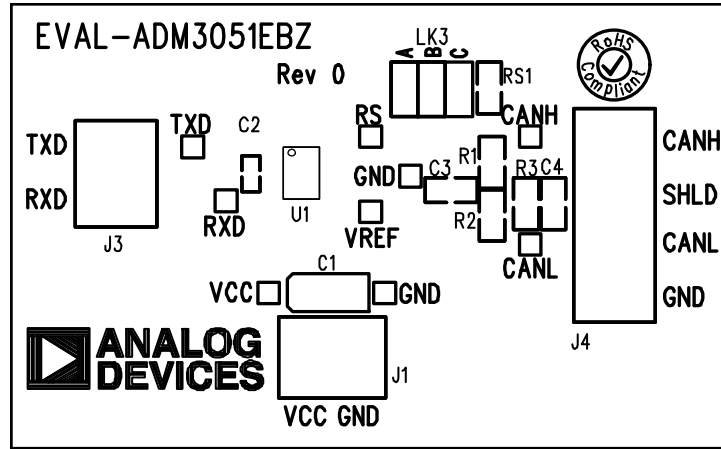 EVAL-ADM3051EBZ
LK3
A B C
Rev 0
RS1
RoHS
Compliant
TXD
RXD
J3
TXD
C2
RXD
U1
RS
CANH
GND
C3
R1
R2
R3
C4
VREF
CANL
CANH
SHLD
CANL
GND
J4
C1
VCC
GND
J1
VCC GND
ANALOG
DEVICES